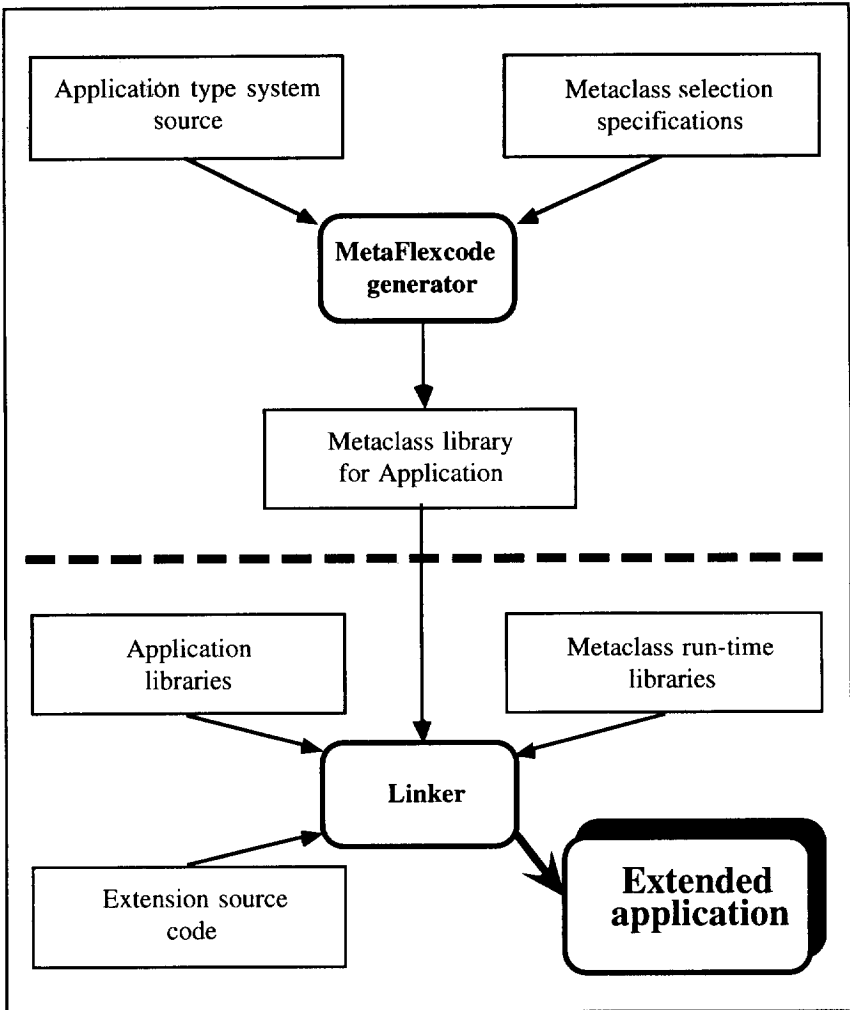 Application type system
source
Metaclass selection
specifications
MetaFlexcode
generator
Metaclass library
for Application
Application
libraries
Metaclass run-time
libraries
Linker
Extension source
code
Extended
application